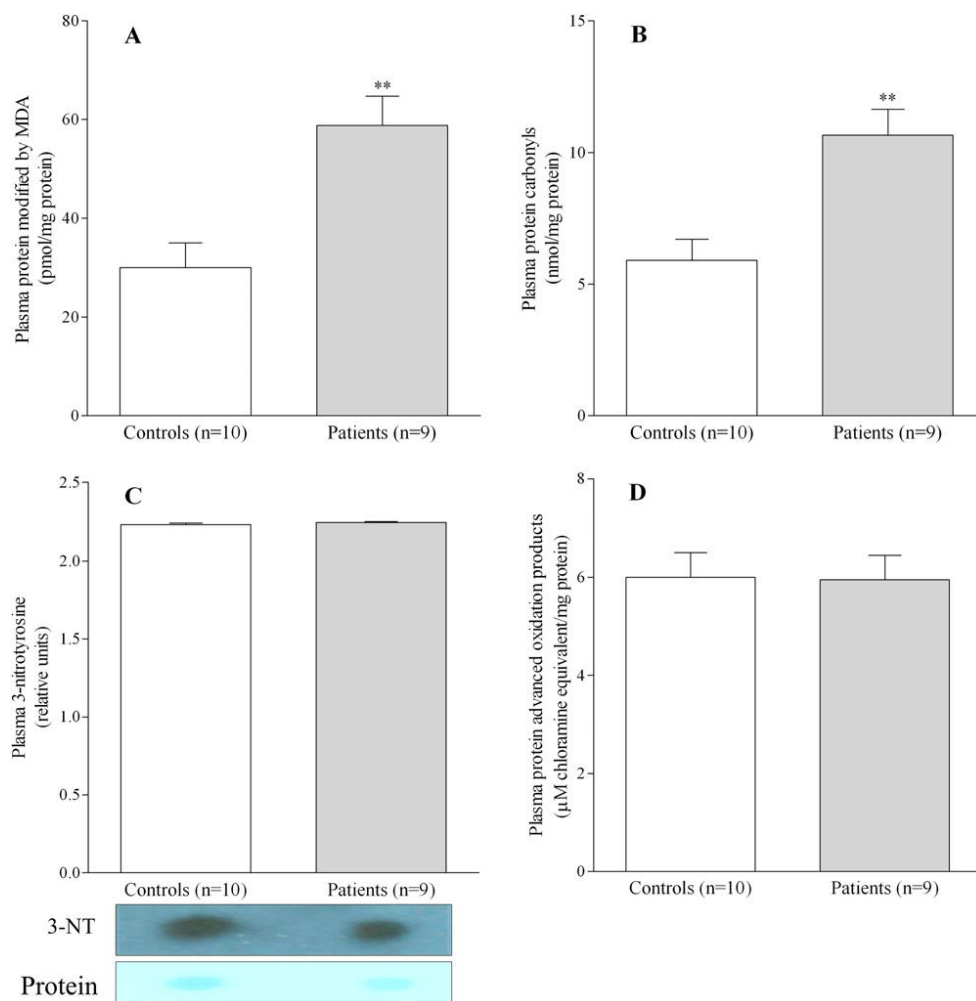 A
Plasma protein modified by MDA
(pmol/mg protein)
80
60
40
20
0
**
Controls (n=10)
Patients (n=9)
B
Plasma protein carbonyls
(nmol/mg protein)
15
10
5
0
**
Controls (n=10)
Patients (n=9)
C
Plasma 3-nitrotyrosine
(relative units)
2.5
2.0
1.5
1.0
0.5
0.0
Controls (n=10)
Patients (n=9)
3-NT
Protein
D
Plasma protein advanced oxidation products
(µM chloramine equivalent/mg protein)
8
6
4
2
0
Controls (n=10)
Patients (n=9)